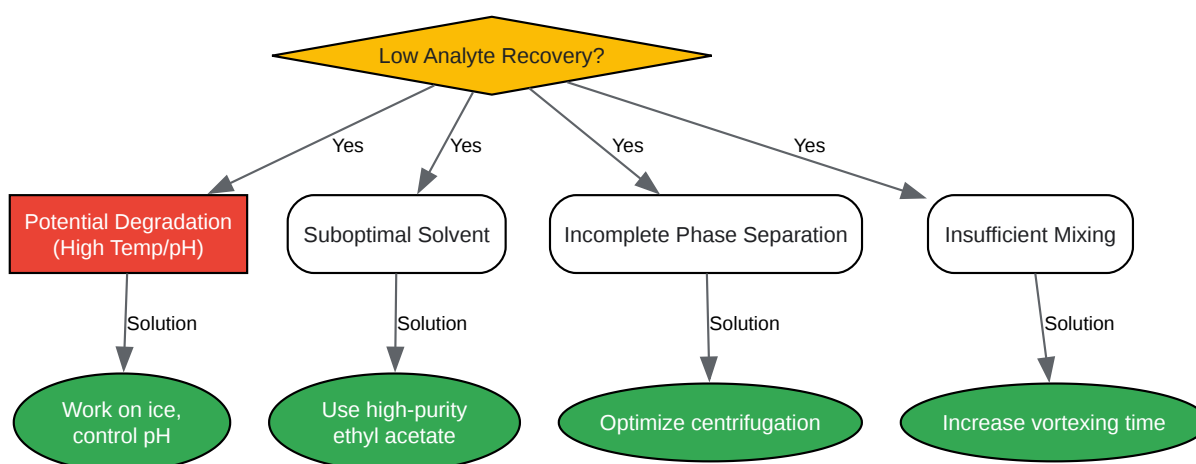 Low Analyte Recovery?
Yes
Yes
Yes
Yes
Potential Degradation
(High Temp/pH)
Suboptimal Solvent
Incomplete Phase Separation
Insufficient Mixing
Solution
Solution
Solution
Solution
Work on ice,
control pH
Use high-purity
ethyl acetate
Optimize centrifugation
Increase vortexing time